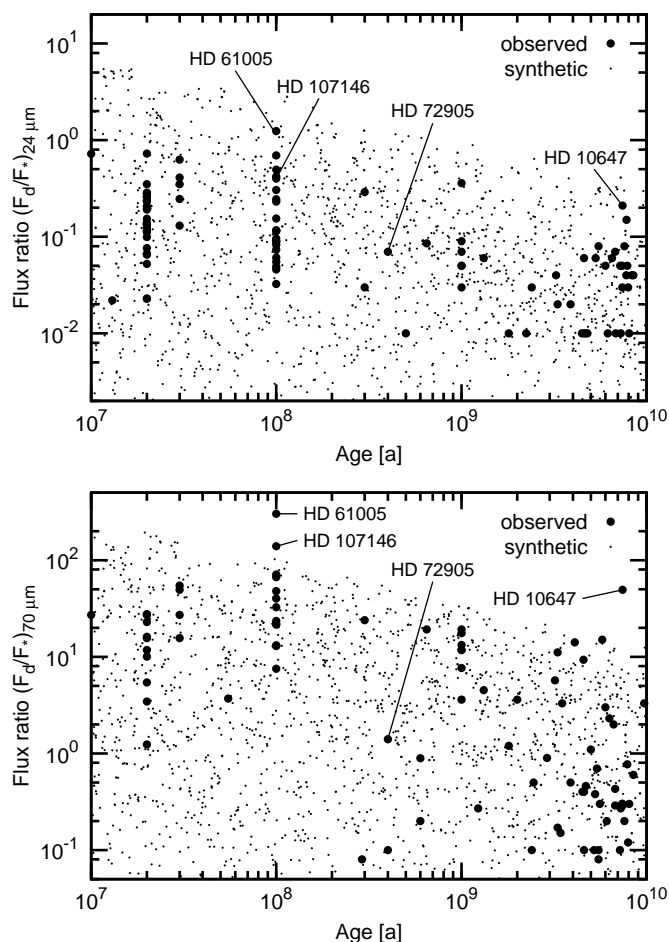 10^1
10^0
10^-1
10^-2
Flux ratio (F_d/F_*)_24 μm
HD 61005
HD 107146
HD 72905
HD 10647
observed
synthetic
10^7
10^8
10^9
10^10
Age [a]
10^2
10^1
10^0
10^-1
Flux ratio (F_d/F_*)_70 μm
HD 61005
HD 107146
HD 72905
HD 10647
observed
synthetic
10^7
10^8
10^9
10^10
Age [a]